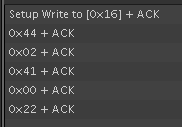 Setup Write to [0x16] + ACK
0x44 + ACK
0x02 + ACK
0x41 + ACK
0x00 + ACK
0x22 + ACK